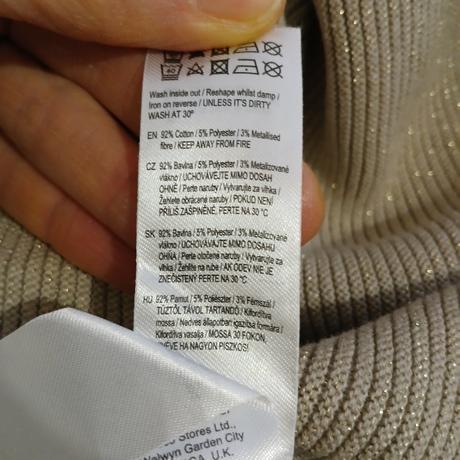 40
Wash inside out / Reshape whilst damp /
Iron on reverse / UNLESS IT'S DIRTY
WASH AT 30°
EN 92% Cotton / 5% Polyester / 3% Metallised
fibre / KEEP AWAY FROM FIRE
CZ 92% Bavlna / 5% Polyester / 3% Metalizované
vlákno / UCHOVÁVEJTE MIMO DOSAH
OHNĚ / Perte naruby / Vytvarujte za vlhka /
Žehlete obrácené naruby / POKUD NENÍ
PŘÍLIŠ ZAŠPINĚNÉ, PERTE NA 30 °C
SK 92% Bavlna / 5% Polyester / 3% Metalizované
vlákno / UCHOVÁVAJTE MIMO DOSAHU
OHŇA / Perte otočené naruby / Vytvarujte za
vlhka / Žehlite na rube / AK ODEV NIE JE
ZNEČISTENÝ, PERTE NA 30 °C
HU 92% Pamut / 5% Poliészter / 3% Fémszál /
TŰZTŐL TÁVOL TARTANDÓ / Kifordítva
mossa / Nedves állapotban igazítsa formára /
Kifordítva vasalja / MOSSA 30 FOKON,
HA NAGYON PISZKOS!
Stores Ltd.,
Welwyn Garden City
U.K.